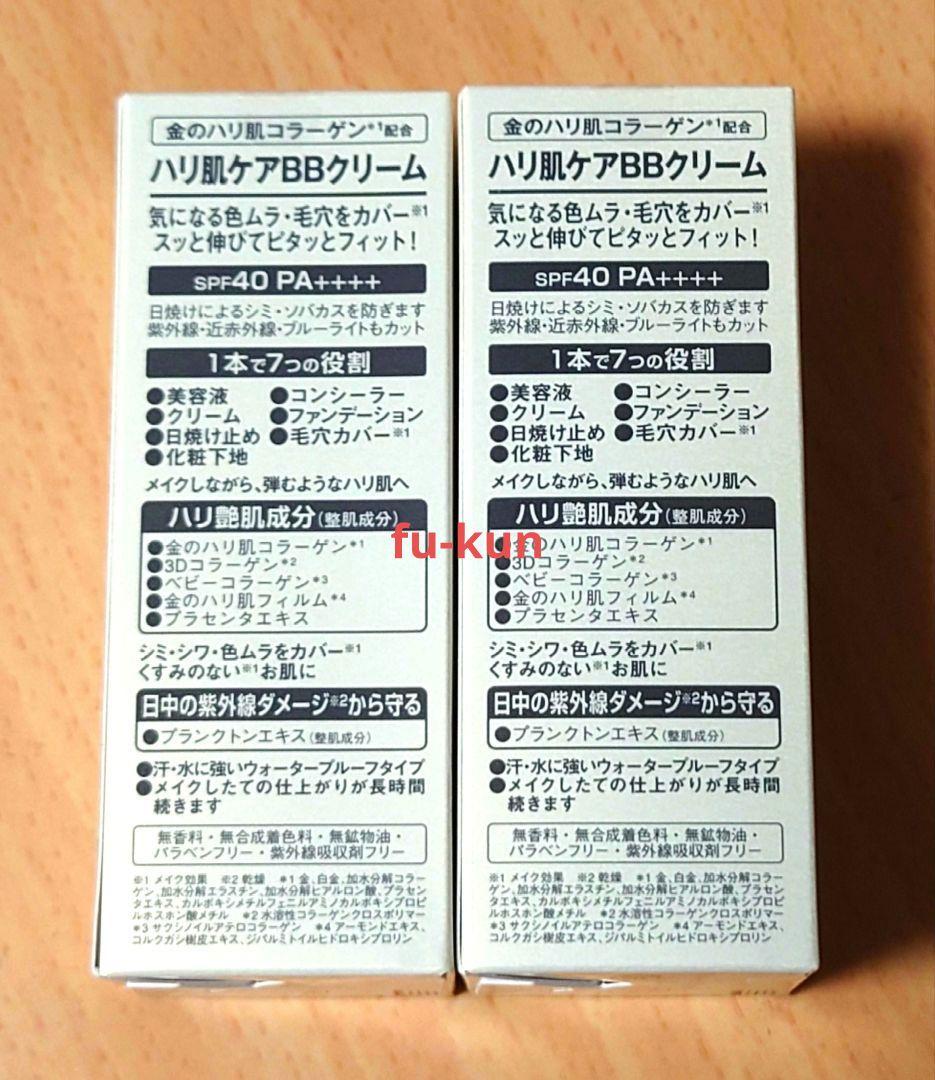 金のハリ肌コラーゲン*1配合
ハリ肌ケアBBクリーム
気になる色ムラ・毛穴をカバー※1
スッと伸びてピタッとフィット!
SPF40 PA++++
日焼けによるシミ・ソバカスを防ぎます
紫外線・近赤外線・ブルーライトもカット
1本で7つの役割
●美容液 ●コンシーラー
●クリーム ●ファンデーション
●日焼け止め ●毛穴カバー※1
●化粧下地
メイクしながら、弾むようなハリ肌へ
ハリ艶肌成分(整肌成分)
●金のハリ肌コラーゲン*1
●3Dコラーゲン*2
●ベビーコラーゲン*3
●金のハリ肌フィルム*4
●プラセンタエキス
シミ・シワ・色ムラをカバー※1
くすみのない※1お肌に
日中の紫外線ダメージ※2から守る
●プランクトンエキス(整肌成分)
●汗・水に強いウォータープルーフタイプ
●メイクしたての仕上がりが長時間
続きます
無香料・無合成着色料・無鉱物油・
パラベンフリー・紫外線吸収剤フリー
※1 メイク効果 ※2 乾燥 *1 金、白金、加水分解コラー
ゲン、加水分解エラスチン、加水分解ヒアルロン酸、プラセン
タエキス、カルボキシメチルフェニルアミノカルボキシプロピ
ルホスホン酸メチル *2 水溶性コラーゲンクロスポリマー
*3 サクシノイルアテロコラーゲン *4 アーモンドエキス、
コルクガシ樹皮エキス、ジパルミトイルヒドロキシプロリン
金のハリ肌コラーゲン*1配合
ハリ肌ケアBBクリーム
気になる色ムラ・毛穴をカバー※1
スッと伸びてピタッとフィット!
SPF40 PA++++
日焼けによるシミ・ソバカスを防ぎます
紫外線・近赤外線・ブルーライトもカット
1本で7つの役割
●美容液 ●コンシーラー
●クリーム ●ファンデーション
●日焼け止め ●毛穴カバー※1
●化粧下地
メイクしながら、弾むようなハリ肌へ
ハリ艶肌成分(整肌成分)
●金のハリ肌コラーゲン*1
●3Dコラーゲン*2
●ベビーコラーゲン*3
●金のハリ肌フィルム*4
●プラセンタエキス
シミ・シワ・色ムラをカバー※1
くすみのない※1お肌に
日中の紫外線ダメージ※2から守る
●プランクトンエキス(整肌成分)
●汗・水に強いウォータープルーフタイプ
●メイクしたての仕上がりが長時間
続きます
無香料・無合成着色料・無鉱物油・
パラベンフリー・紫外線吸収剤フリー
※1 メイク効果 ※2 乾燥 *1 金、白金、加水分解コラー
ゲン、加水分解エラスチン、加水分解ヒアルロン酸、プラセン
タエキス、カルボキシメチルフェニルアミノカルボキシプロピ
ルホスホン酸メチル *2 水溶性コラーゲンクロスポリマー
*3 サクシノイルアテロコラーゲン *4 アーモンドエキス、
コルクガシ樹皮エキス、ジパルミトイルヒドロキシプロリン
fu-kun